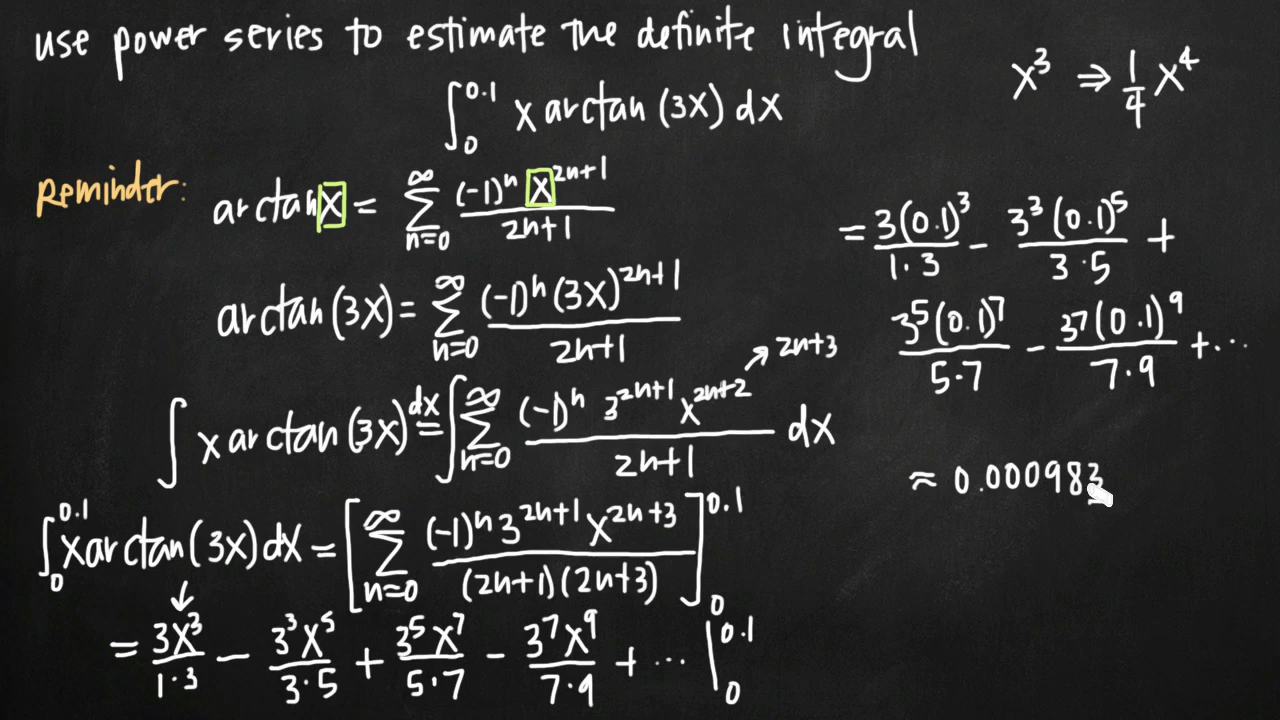 use power series to estimate the definite integral
∫₀^0.1 x arctan (3x) dx
x³ ⇒ 1/4 x⁴
Reminder: arctan x = ∑_{n=0}^{∞} (-1)^n x^{2n+1} / 2n+1
arctan (3x) = ∑_{n=0}^{∞} (-1)^n (3x)^{2n+1} / 2n+1
∫ x arctan (3x) dx = ∫ ∑_{n=0}^{∞} (-1)^n 3^{2n+1} x^{2n+2} / 2n+1 dx
↗ 2n+3
∫₀^0.1 x arctan (3x) dx = [ ∑_{n=0}^{∞} (-1)^n 3^{2n+1} x^{2n+3} / (2n+1)(2n+3) ]₀^0.1
↓
= 3x³/1·3 − 3³x⁵/3·5 + 3⁵x⁷/5·7 − 3⁷x⁹/7·9 + ··· |₀^0.1
= 3(0.1)³/1·3 − 3³(0.1)⁵/3·5 +
3⁵(0.1)⁷/5·7 − 3⁷(0.1)⁹/7·9 + ···
≈ 0.000983